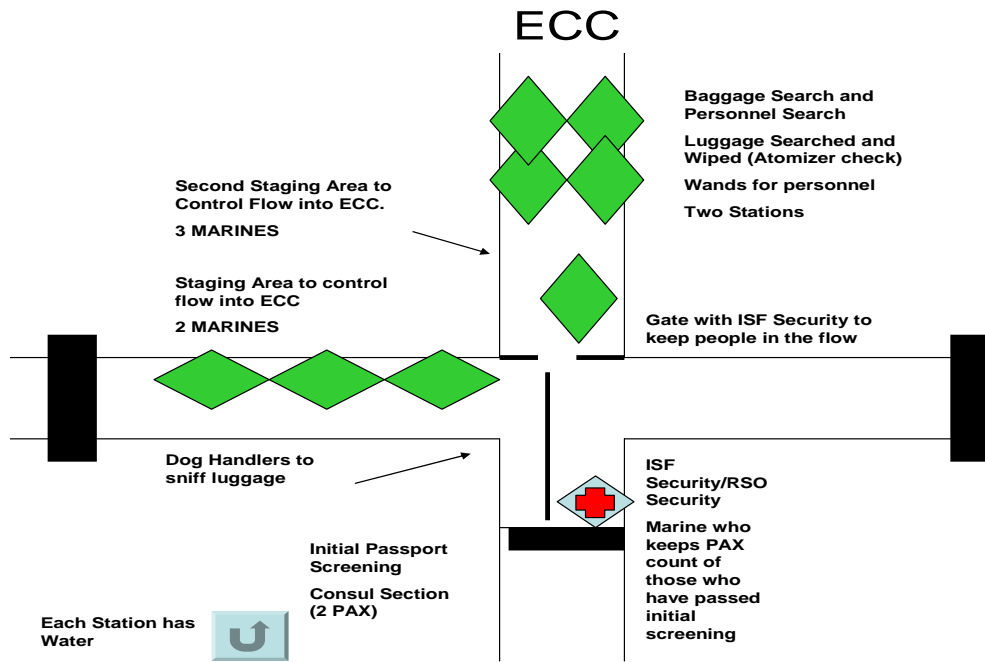 ECC
Baggage Search and
Personnel Search
Luggage Searched and
Wiped (Atomizer check)
Wands for personnel
Two Stations
Second Staging Area to
Control Flow into ECC.
3 MARINES
Staging Area to control
flow into ECC
2 MARINES
Gate with ISF Security to
keep people in the flow
Dog Handlers to
sniff luggage
ISF
Security/RSO
Security
Marine who
keeps PAX
count of
those who
have passed
initial
screening
Initial Passport
Screening
Consul Section
(2 PAX)
Each Station has
Water